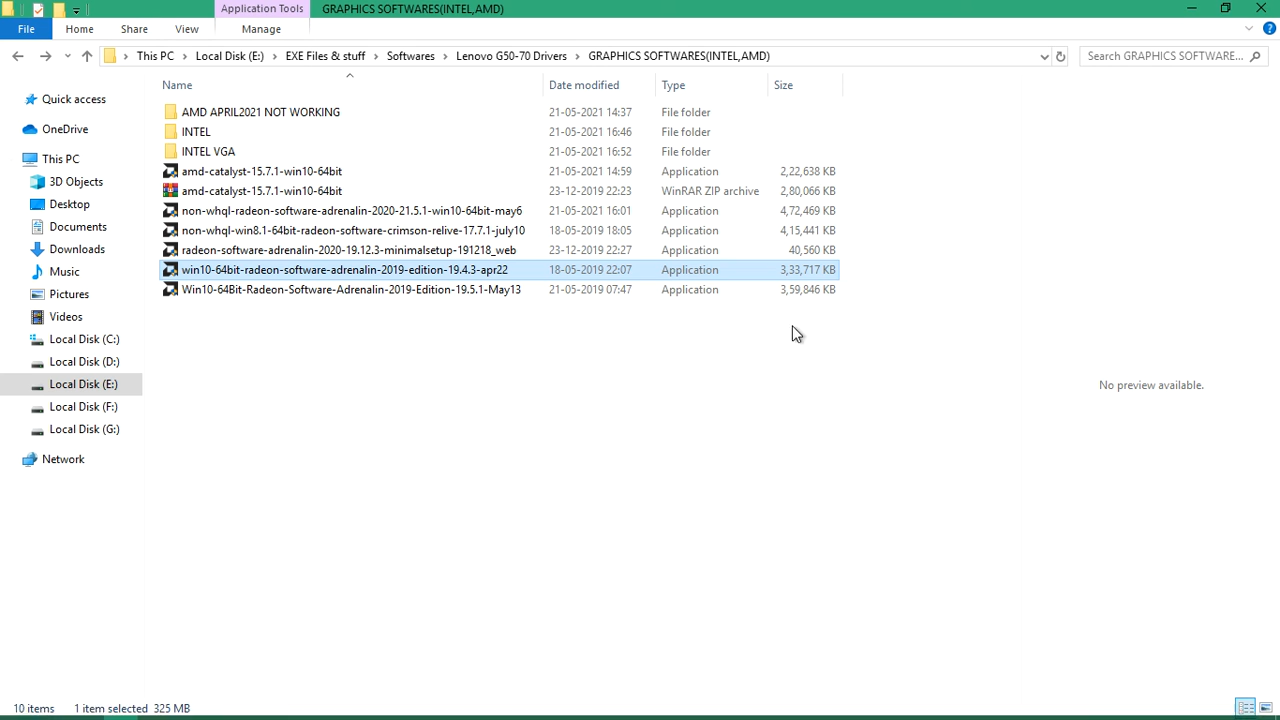 Application Tools GRAPHICS SOFTWARES(INTEL,AMD)
File Home Share View Manage
This PC Local Disk (E:) EXE Files & stuff Softwares Lenovo G50-70 Drivers GRAPHICS SOFTWARES(INTEL,AMD) Search GRAPHICS SOFTWARE...
Name Date modified Type Size
Quick access
OneDrive
This PC
3D Objects
Desktop
Documents
Downloads
Music
Pictures
Videos
Local Disk (C:)
Local Disk (D:)
Local Disk (E:)
Local Disk (F:)
Local Disk (G:)
Network
AMD APRIL2021 NOT WORKING 21-05-2021 14:37 File folder
INTEL 21-05-2021 16:46 File folder
INTEL VGA 21-05-2021 16:52 File folder
amd-catalyst-15.7.1-win10-64bit 21-05-2021 14:59 Application 2,22,638 KB
amd-catalyst-15.7.1-win10-64bit 23-12-2019 22:23 WinRAR ZIP archive 2,80,066 KB
non-whql-radeon-software-adrenalin-2020-21.5.1-win10-64bit-may6 21-05-2021 16:01 Application 4,72,469 KB
non-whql-win8.1-64bit-radeon-software-crimson-relive-17.7.1-july10 18-05-2019 18:05 Application 4,15,441 KB
radeon-software-adrenalin-2020-19.12.3-minimalsetup-191218_web 23-12-2019 22:27 Application 40,560 KB
win10-64bit-radeon-software-adrenalin-2019-edition-19.4.3-apr22 18-05-2019 22:07 Application 3,33,717 KB
Win10-64Bit-Radeon-Software-Adrenalin-2019-Edition-19.5.1-May13 21-05-2019 07:47 Application 3,59,846 KB
No preview available.
10 items 1 item selected 325 MB